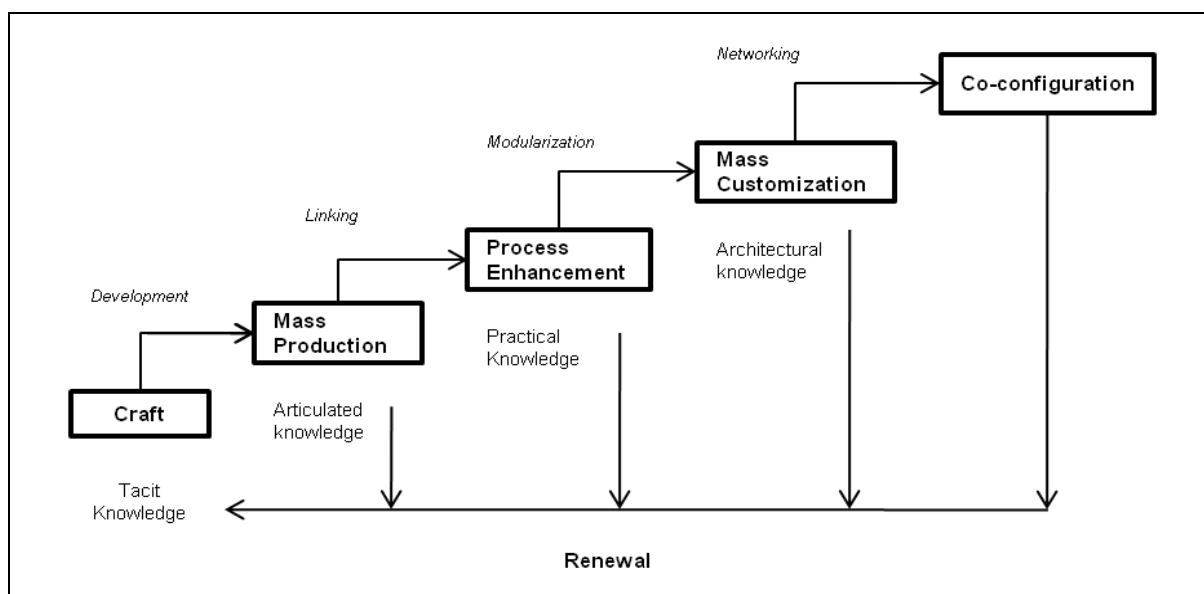 Networking
Co-configuration
Modularization
Mass
Customization
Linking
Process
Enhancement
Architectural
knowledge
Development
Mass
Production
Practical
Knowledge
Craft
Articulated
knowledge
Tacit
Knowledge
Renewal